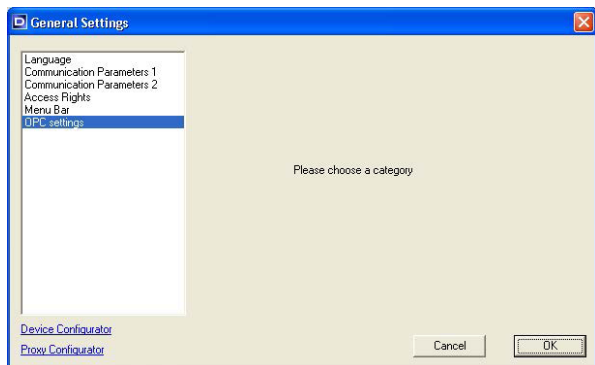 General Settings
Language
Communication Parameters 1
Communication Parameters 2
Access Rights
Menu Bar
OPC settings
Please choose a category
Device Configurator
Proxy Configurator
Cancel
OK